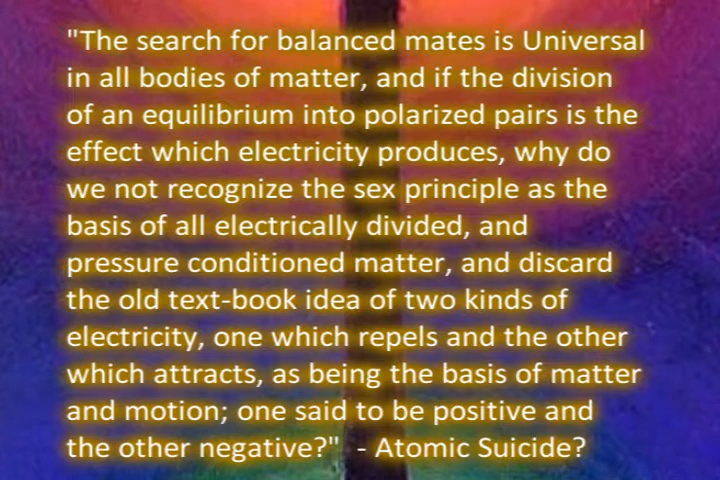 "The search for balanced mates is Universal
in all bodies of matter, and if the division
of an equilibrium into polarized pairs is the
effect which electricity produces, why do
we not recognize the sex principle as the
basis of all electrically divided, and
pressure conditioned matter, and discard
the old text-book idea of two kinds of
electricity, one which repels and the other
which attracts, as being the basis of matter
and motion; one said to be positive and
the other negative?" - Atomic Suicide?